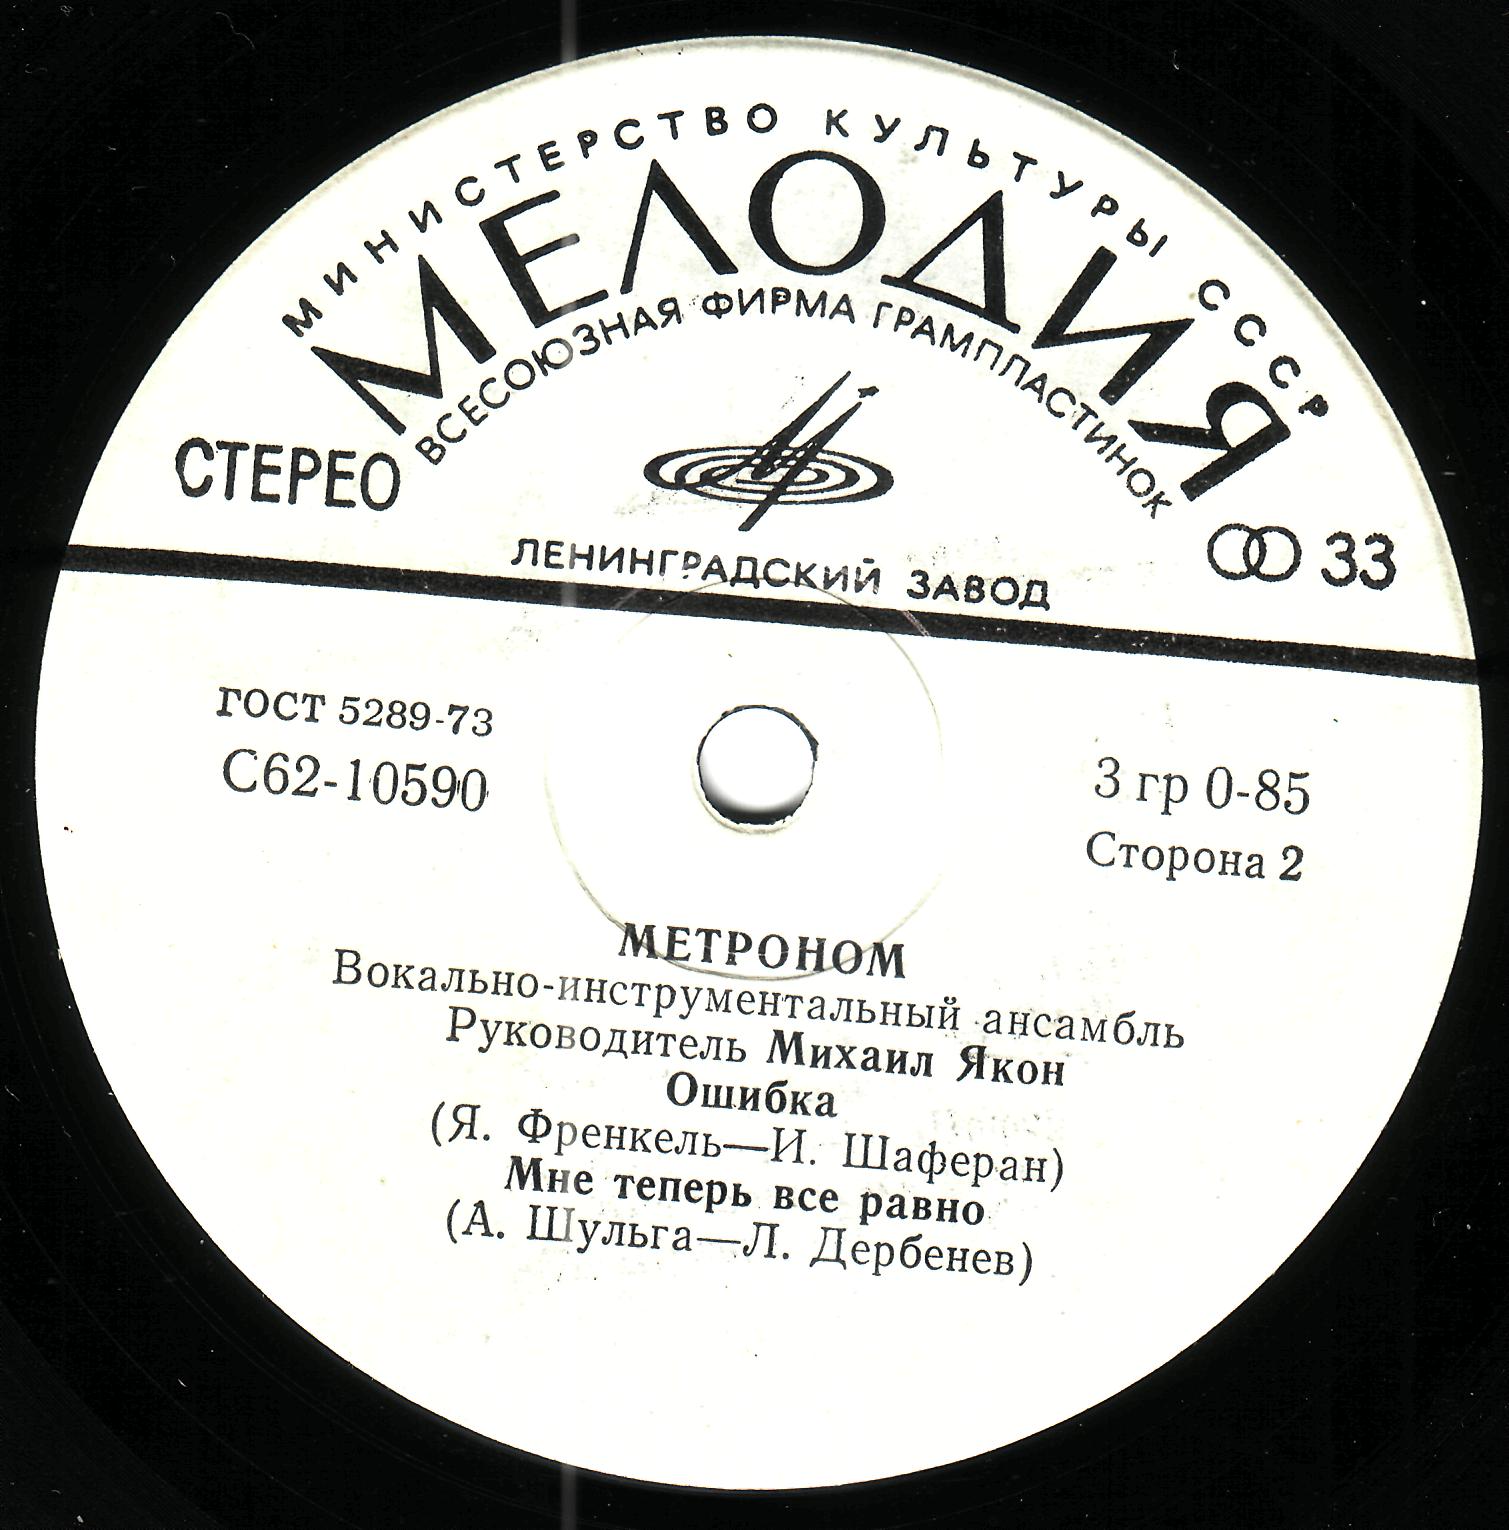 МИНИСТЕРСТВО КУЛЬТУРЫ СССР
МЕЛОДИЯ
ВСЕСОЮЗНАЯ ФИРМА ГРАМПЛАСТИНОК
СТЕРЕО
33
ЛЕНИНГРАДСКИЙ ЗАВОД
ГОСТ 5289-73
С62-10590
3 гр 0-85
Сторона 2
МЕТРОНОМ
Вокально-инструментальный ансамбль
Руководитель Михаил Якон
Ошибка
(Я. Френкель—И. Шаферан)
Мне теперь все равно
(А. Шульга—Л. Дербенев)